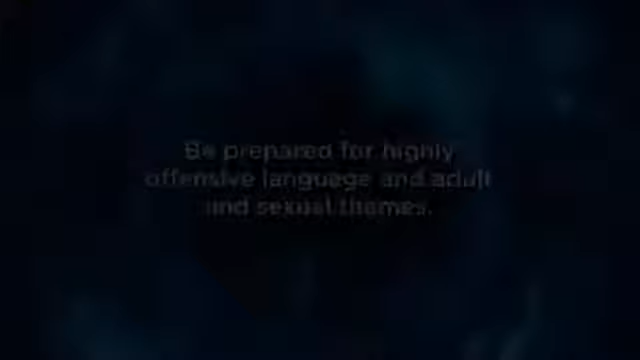 Be prepared for highly
offensive language and adult
and sexual themes.